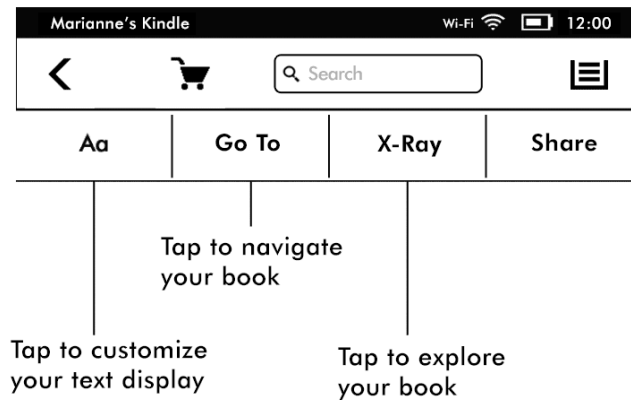 Marianne's Kindle Wi-Fi 12:00
Search
Aa Go To X-Ray Share
Tap to navigate
your book
Tap to customize
your text display
Tap to explore
your book